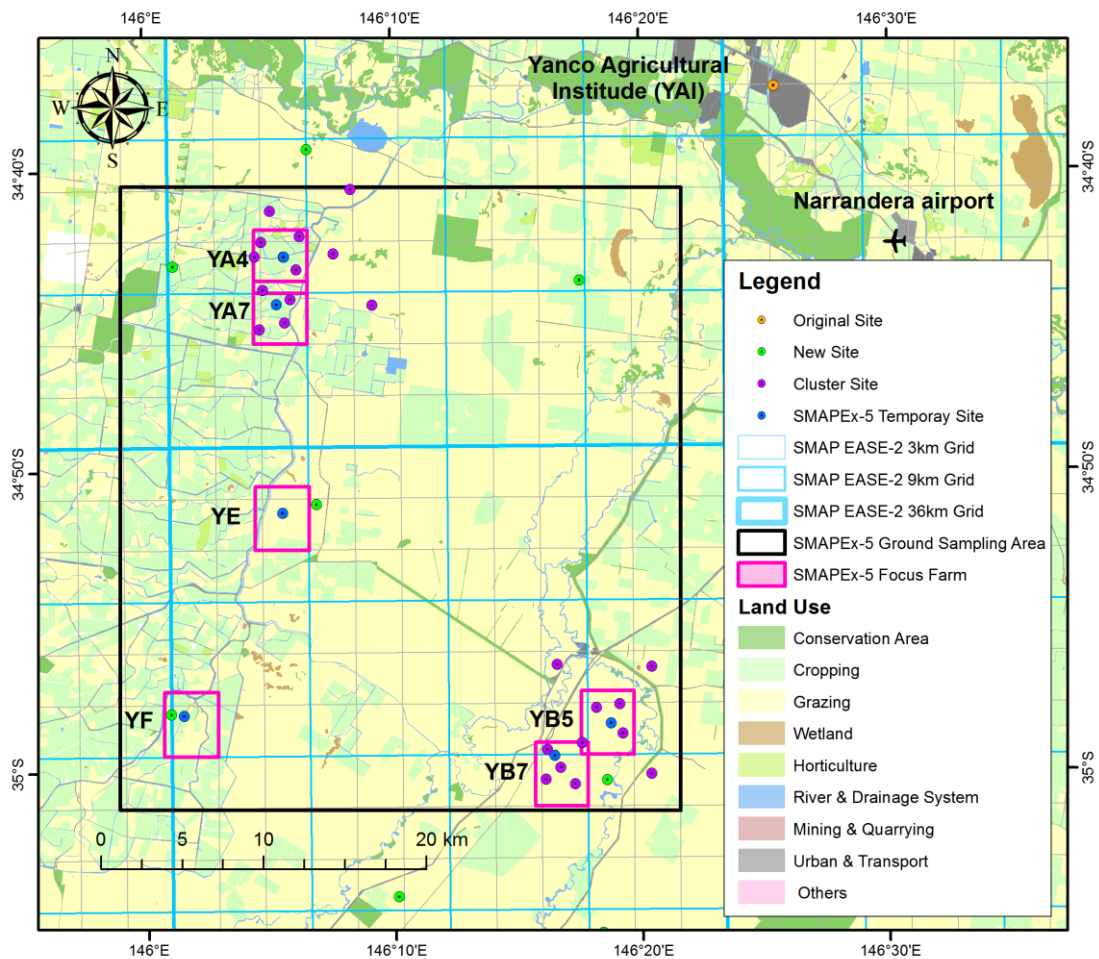 146°E
146°10'E
146°20'E
146°30'E
N
W E
S
Yanco Agricultural
Institude (YAI)
34°40'S
34°40'S
Narrandera airport
YA4
YA7
Legend
Original Site
New Site
Cluster Site
SMAPEx-5 Temporay Site
SMAP EASE-2 3km Grid
SMAP EASE-2 9km Grid
SMAP EASE-2 36km Grid
SMAPEx-5 Ground Sampling Area
SMAPEx-5 Focus Farm
Land Use
Conservation Area
Cropping
Grazing
Wetland
Horticulture
River & Drainage System
Mining & Quarrying
Urban & Transport
Others
34°50'S
34°50'S
YE
YF
YB5
YB7
35°S
35°S
0 5 10 20 km
146°E
146°10'E
146°20'E
146°30'E